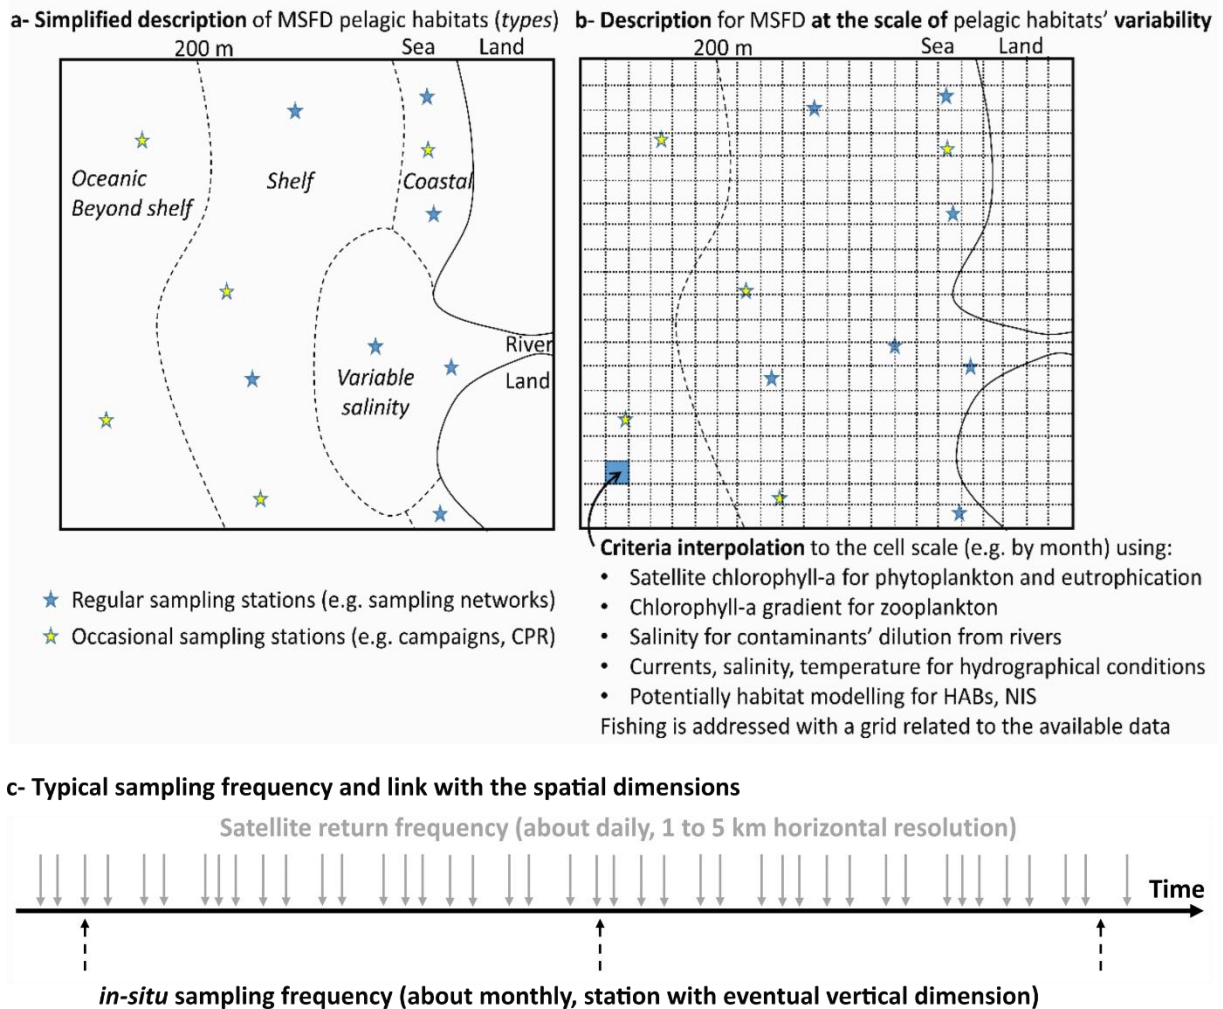 a- Simplified description of MSFD pelagic habitats (types)
200 m Sea Land
Oceanic
Beyond shelf
Shelf
Coastal
River
Land
Variable
salinity
Regular sampling stations (e.g. sampling networks)
Occasional sampling stations (e.g. campaigns, CPR)
b- Description for MSFD at the scale of pelagic habitats' variability
200 m Sea Land
Criteria interpolation to the cell scale (e.g. by month) using:
• Satellite chlorophyll-a for phytoplankton and eutrophication
• Chlorophyll-a gradient for zooplankton
• Salinity for contaminants' dilution from rivers
• Currents, salinity, temperature for hydrographical conditions
• Potentially habitat modelling for HABs, NIS
Fishing is addressed with a grid related to the available data
c- Typical sampling frequency and link with the spatial dimensions
Satellite return frequency (about daily, 1 to 5 km horizontal resolution)
Time
in-situ sampling frequency (about monthly, station with eventual vertical dimension)